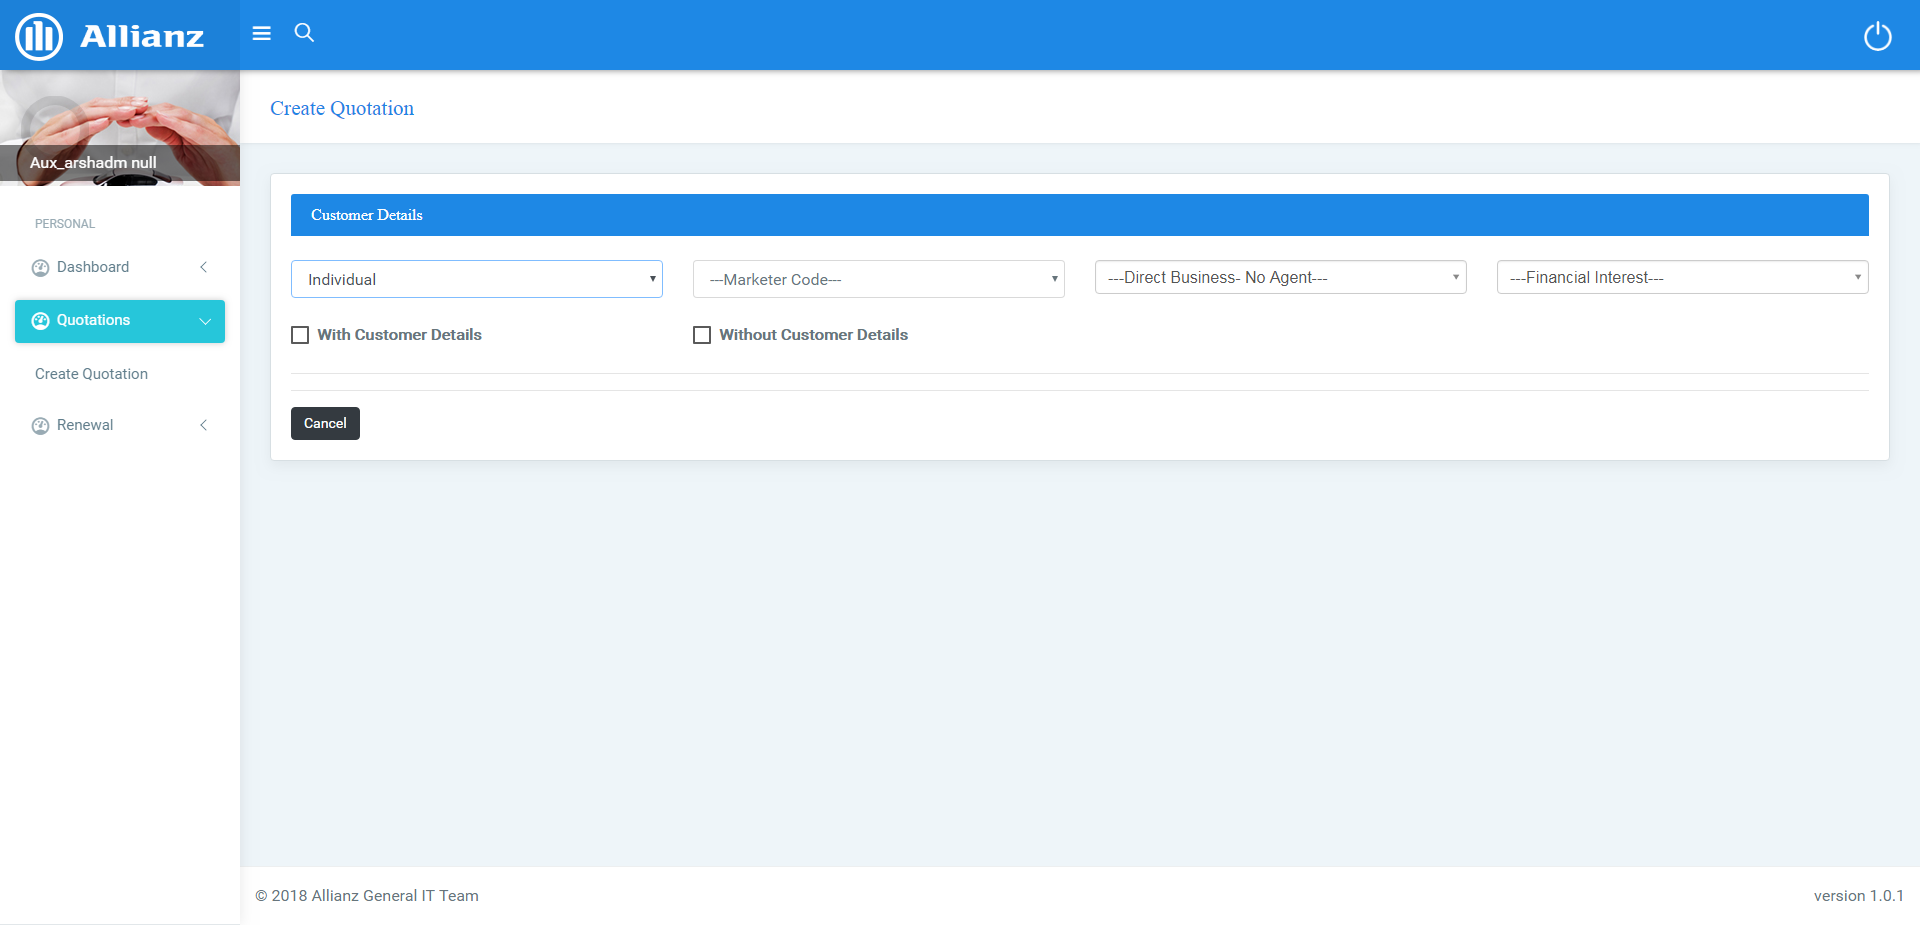 Allianz
Create Quotation
Aux_arshadm null
PERSONAL
Dashboard
Quotations
Create Quotation
Renewal
Customer Details
Individual
---Marketer Code---
---Direct Business- No Agent---
---Financial Interest---
With Customer Details
Without Customer Details
Cancel
© 2018 Allianz General IT Team
version 1.0.1